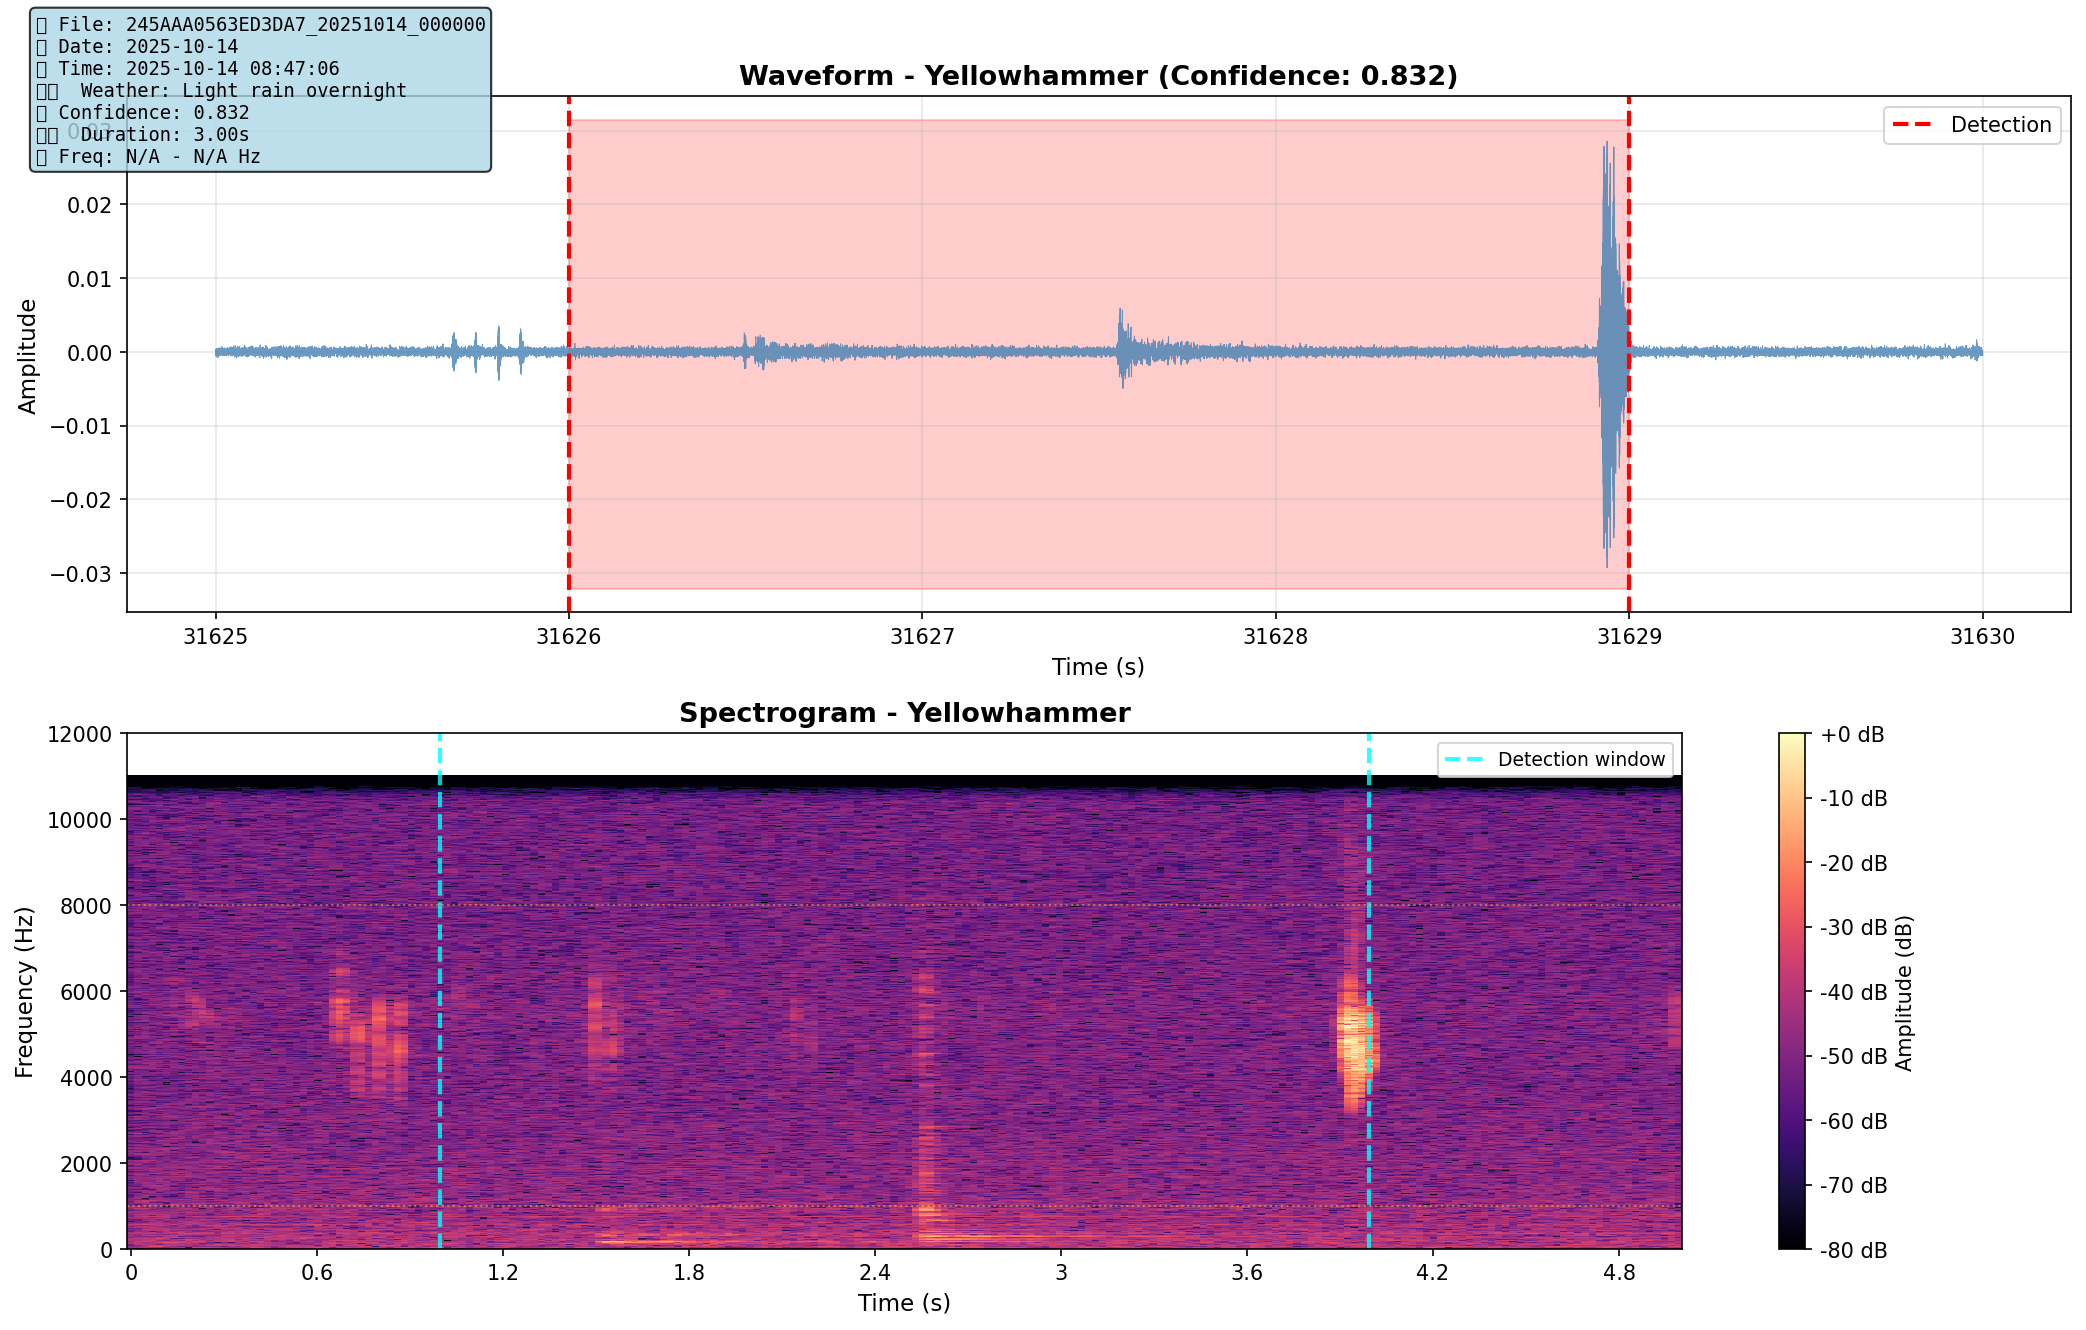 File: 245AAA0563ED3DA7_20251014_000000
Date: 2025-10-14
Time: 2025-10-14 08:47:06
Weather: Light rain overnight
Confidence: 0.832
Duration: 3.00s
Freq: N/A - N/A Hz
Waveform - Yellowhammer (Confidence: 0.832)
Detection
0.03
0.02
0.01
0.00
−0.01
−0.02
−0.03
Amplitude
31625 31626 31627 31628 31629 31630
Time (s)
Spectrogram - Yellowhammer
Detection window
12000
10000
8000
6000
4000
2000
0
Frequency (Hz)
0 0.6 1.2 1.8 2.4 3 3.6 4.2 4.8
Time (s)
+0 dB
-10 dB
-20 dB
-30 dB
-40 dB
-50 dB
-60 dB
-70 dB
-80 dB
Amplitude (dB)